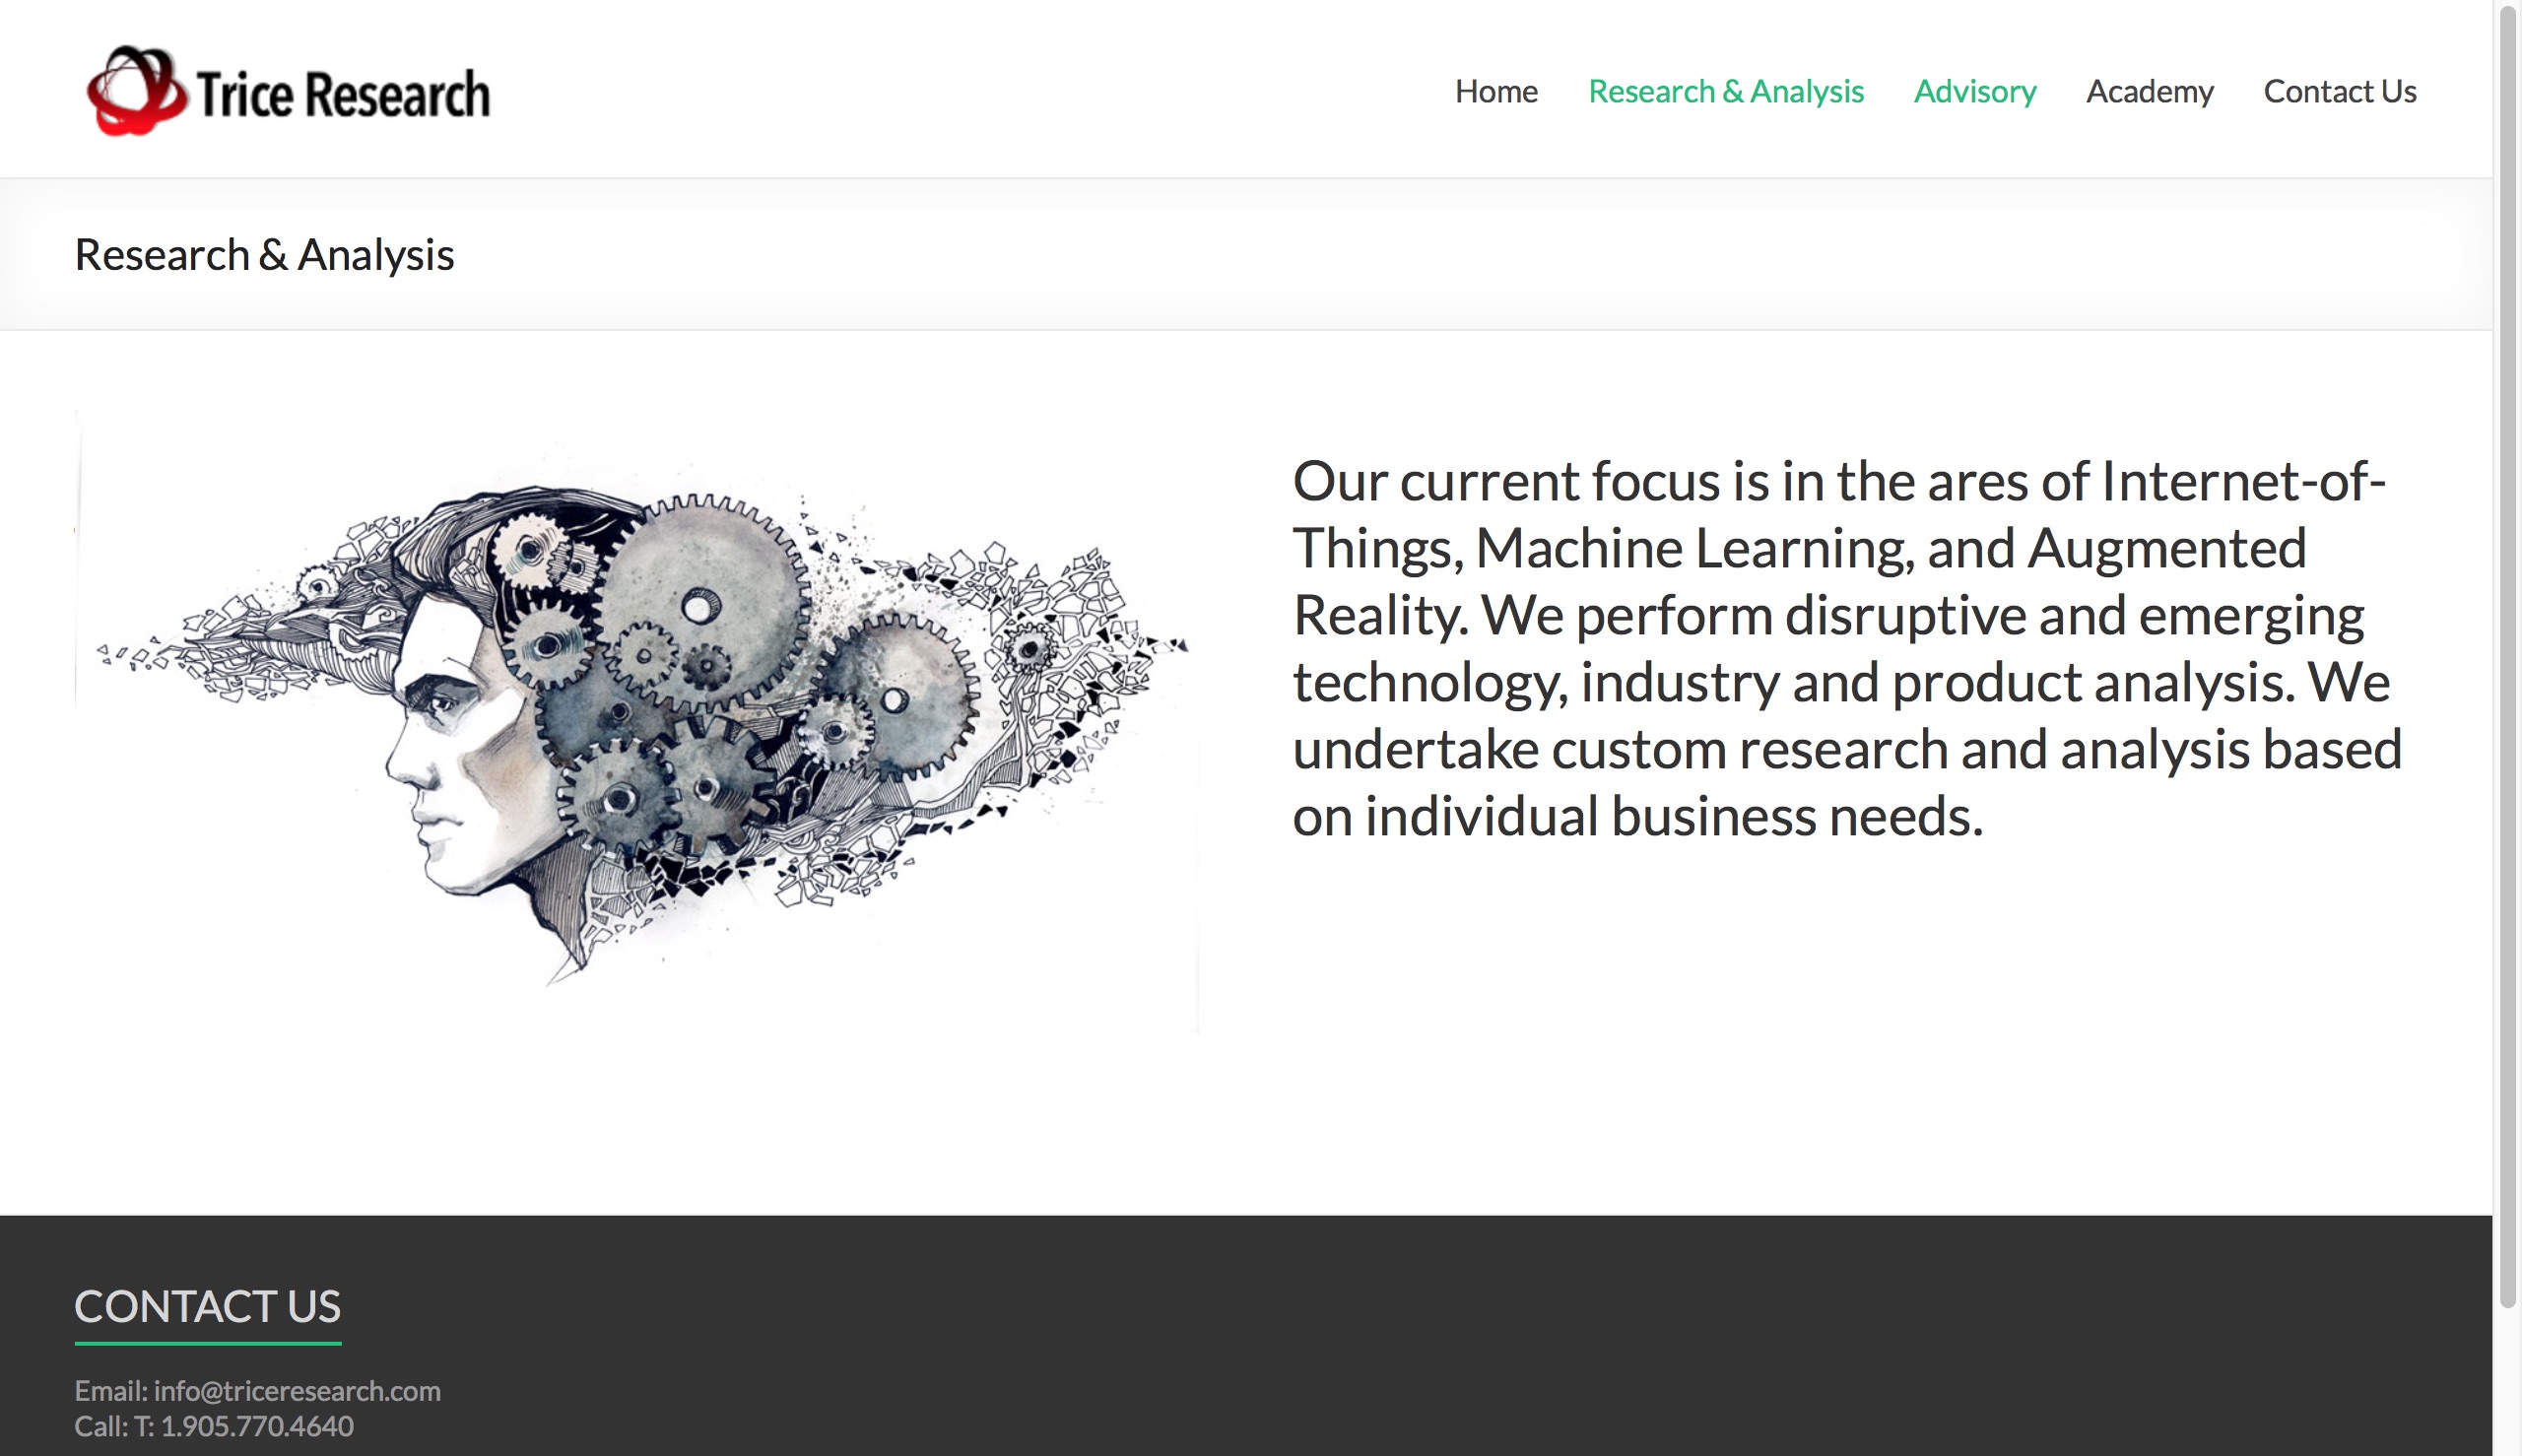 Trice Research
Home Research & Analysis Advisory Academy Contact Us
Research & Analysis
Our current focus is in the ares of Internet-of-
Things, Machine Learning, and Augmented
Reality. We perform disruptive and emerging
technology, industry and product analysis. We
undertake custom research and analysis based
on individual business needs.
CONTACT US
Email: info@triceresearch.com
Call: T: 1.905.770.4640